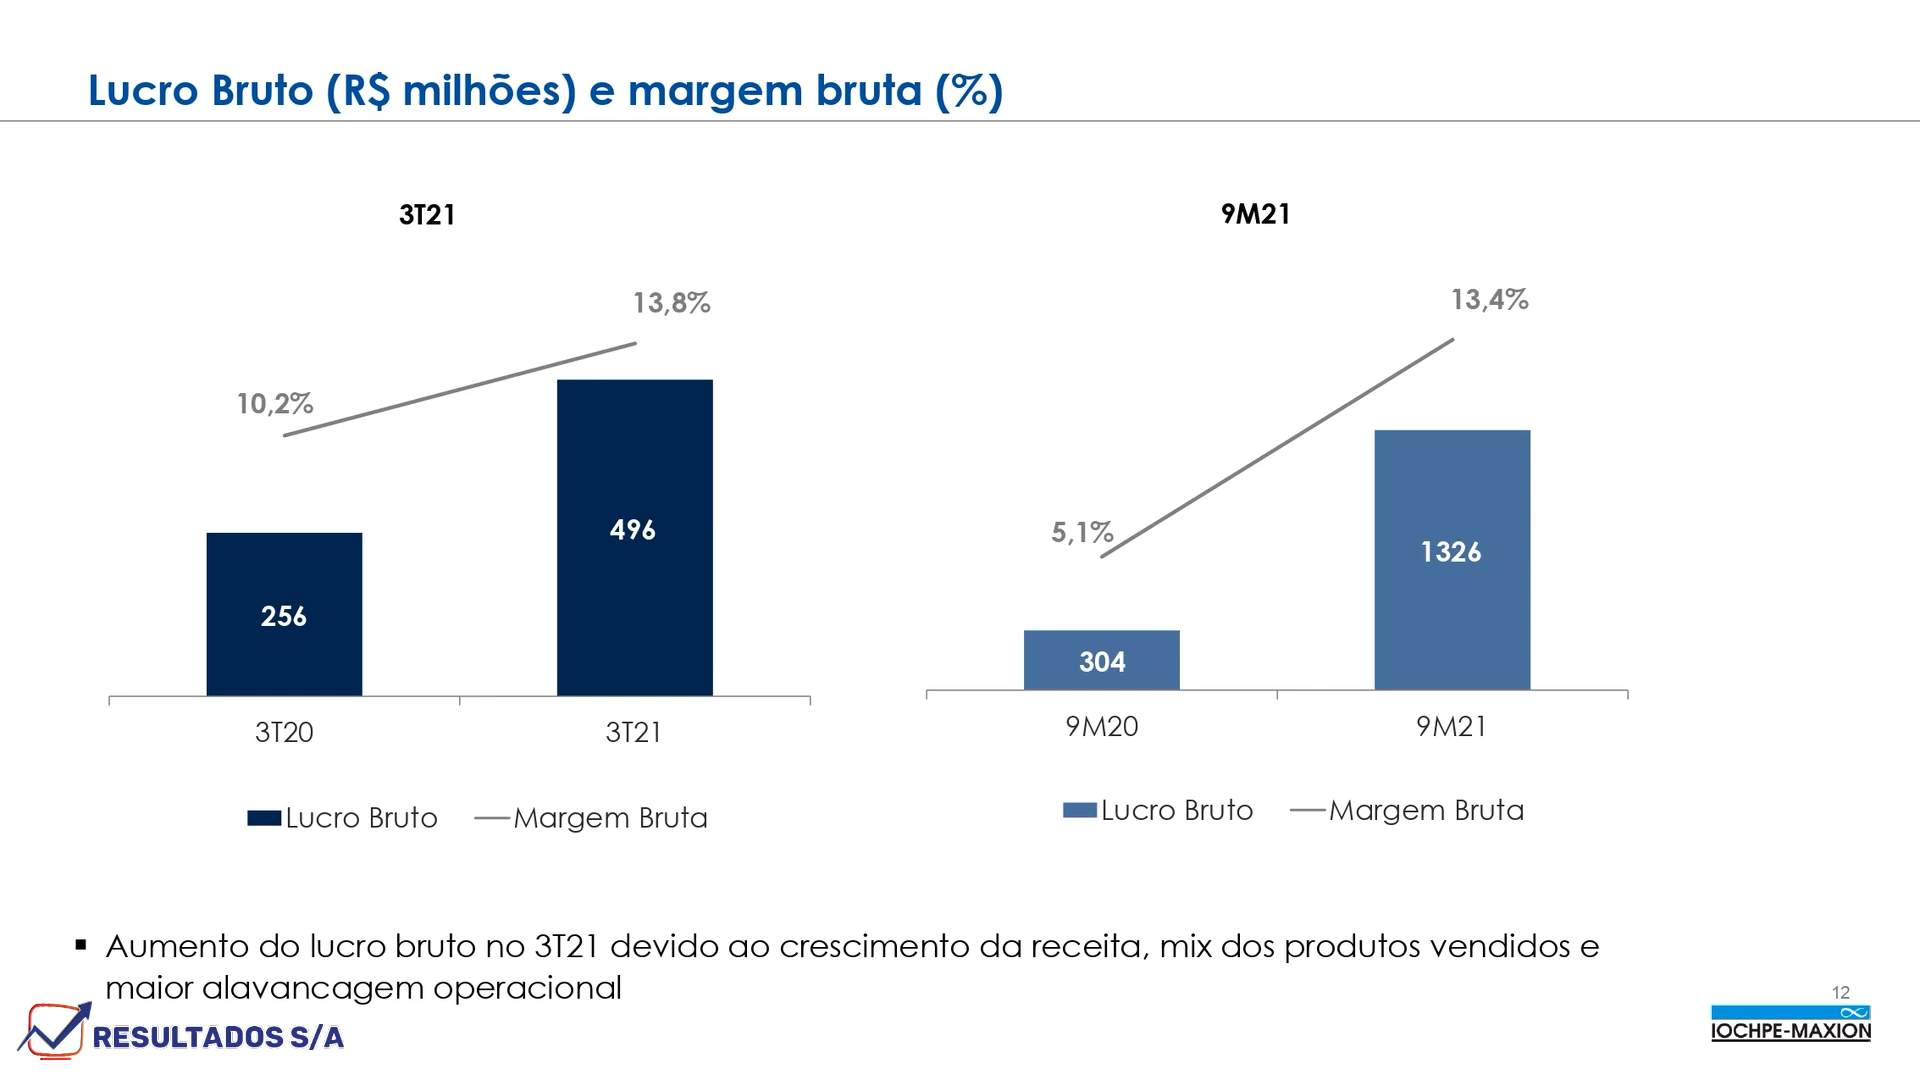 Lucro Bruto (R$ milhões) e margem bruta (%)
3T21
13,8%
10,2%
496
256
3T20
3T21
Lucro Bruto
Margem Bruta
9M21
13,4%
5,1%
1326
304
9M20
9M21
Lucro Bruto
Margem Bruta
▪ Aumento do lucro bruto no 3T21 devido ao crescimento da receita, mix dos produtos vendidos e
maior alavancagem operacional
RESULTADOS S/A
12
IOCHPE-MAXION